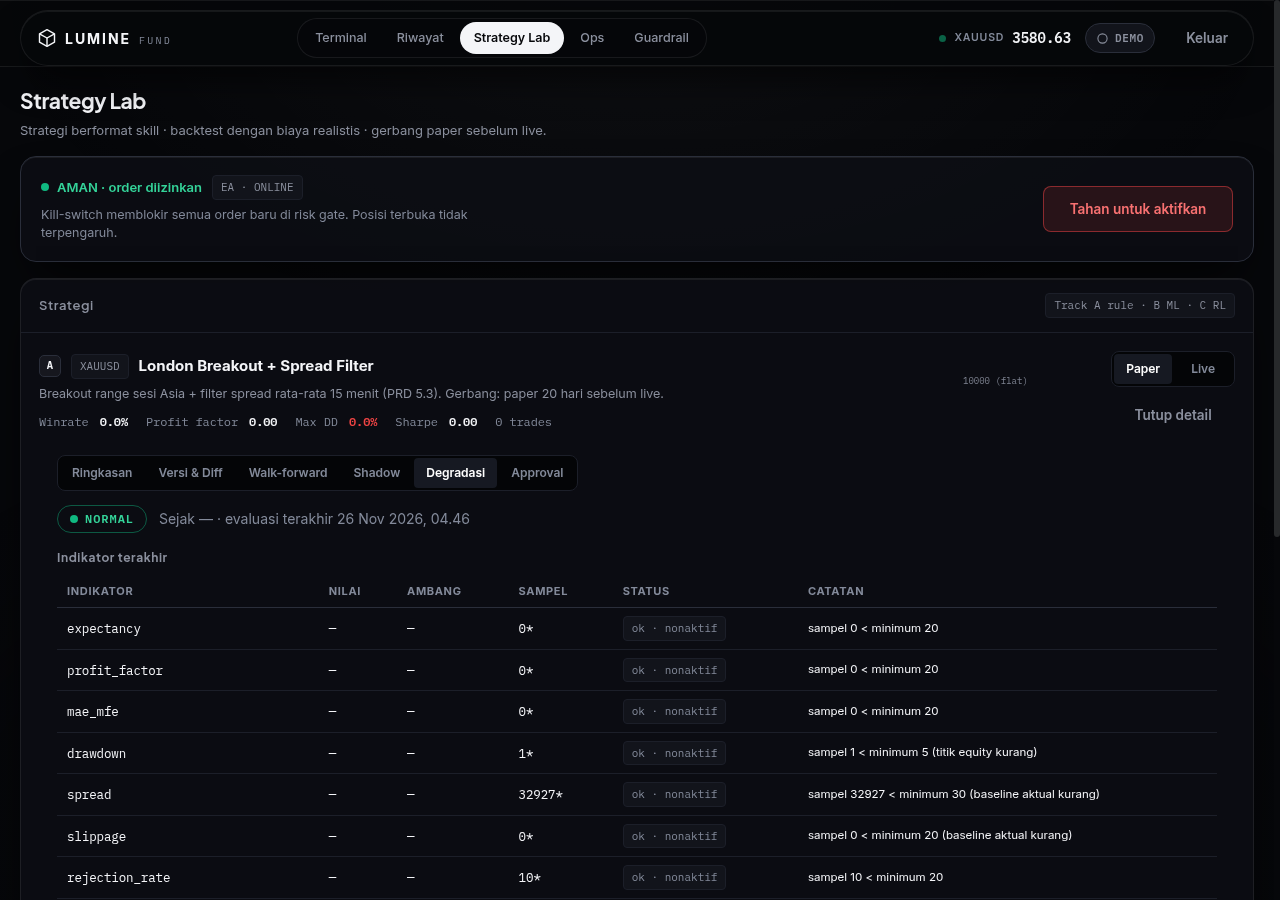 LUMINE FUND
Terminal Riwayat Strategy Lab Ops Guardrail
XAUUSD 3580.63 DEMO Keluar
Strategy Lab
Strategi berformat skill · backtest dengan biaya realistis · gerbang paper sebelum live.
AMAN · order diizinkan EA · ONLINE
Kill-switch memblokir semua order baru di risk gate. Posisi terbuka tidak
terpengaruh.
Tahan untuk aktifkan
Strategi Track A rule · B ML · C RL
A XAUUSD London Breakout + Spread Filter
Paper Live
10000 (flat)
Breakout range sesi Asia + filter spread rata-rata 15 menit (PRD 5.3). Gerbang: paper 20 hari sebelum live.
Tutup detail
Winrate 0.0% Profit factor 0.00 Max DD 0.0% Sharpe 0.00 0 trades
Ringkasan Versi & Diff Walk-forward Shadow Degradasi Approval
NORMAL Sejak — · evaluasi terakhir 26 Nov 2026, 04.46
Indikator terakhir
INDIKATOR NILAI AMBANG SAMPEL STATUS CATATAN
expectancy — — 0* ok · nonaktif sampel 0 < minimum 20
profit_factor — — 0* ok · nonaktif sampel 0 < minimum 20
mae_mfe — — 0* ok · nonaktif sampel 0 < minimum 20
drawdown — — 1* ok · nonaktif sampel 1 < minimum 5 (titik equity kurang)
spread — — 32927* ok · nonaktif sampel 32927 < minimum 30 (baseline aktual kurang)
slippage — — 0* ok · nonaktif sampel 0 < minimum 20 (baseline aktual kurang)
rejection_rate — — 10* ok · nonaktif sampel 10 < minimum 20